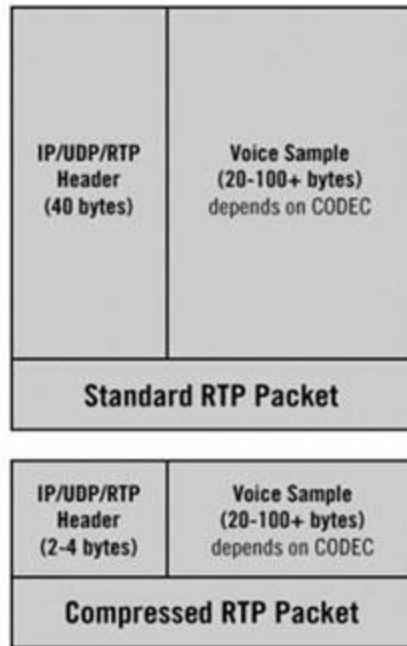 IP/UDP/RTP
Header
(40 bytes)
Voice Sample
(20-100+ bytes)
depends on CODEC
Standard RTP Packet
IP/UDP/RTP
Header
(2-4 bytes)
Voice Sample
(20-100+ bytes)
depends on CODEC
Compressed RTP Packet